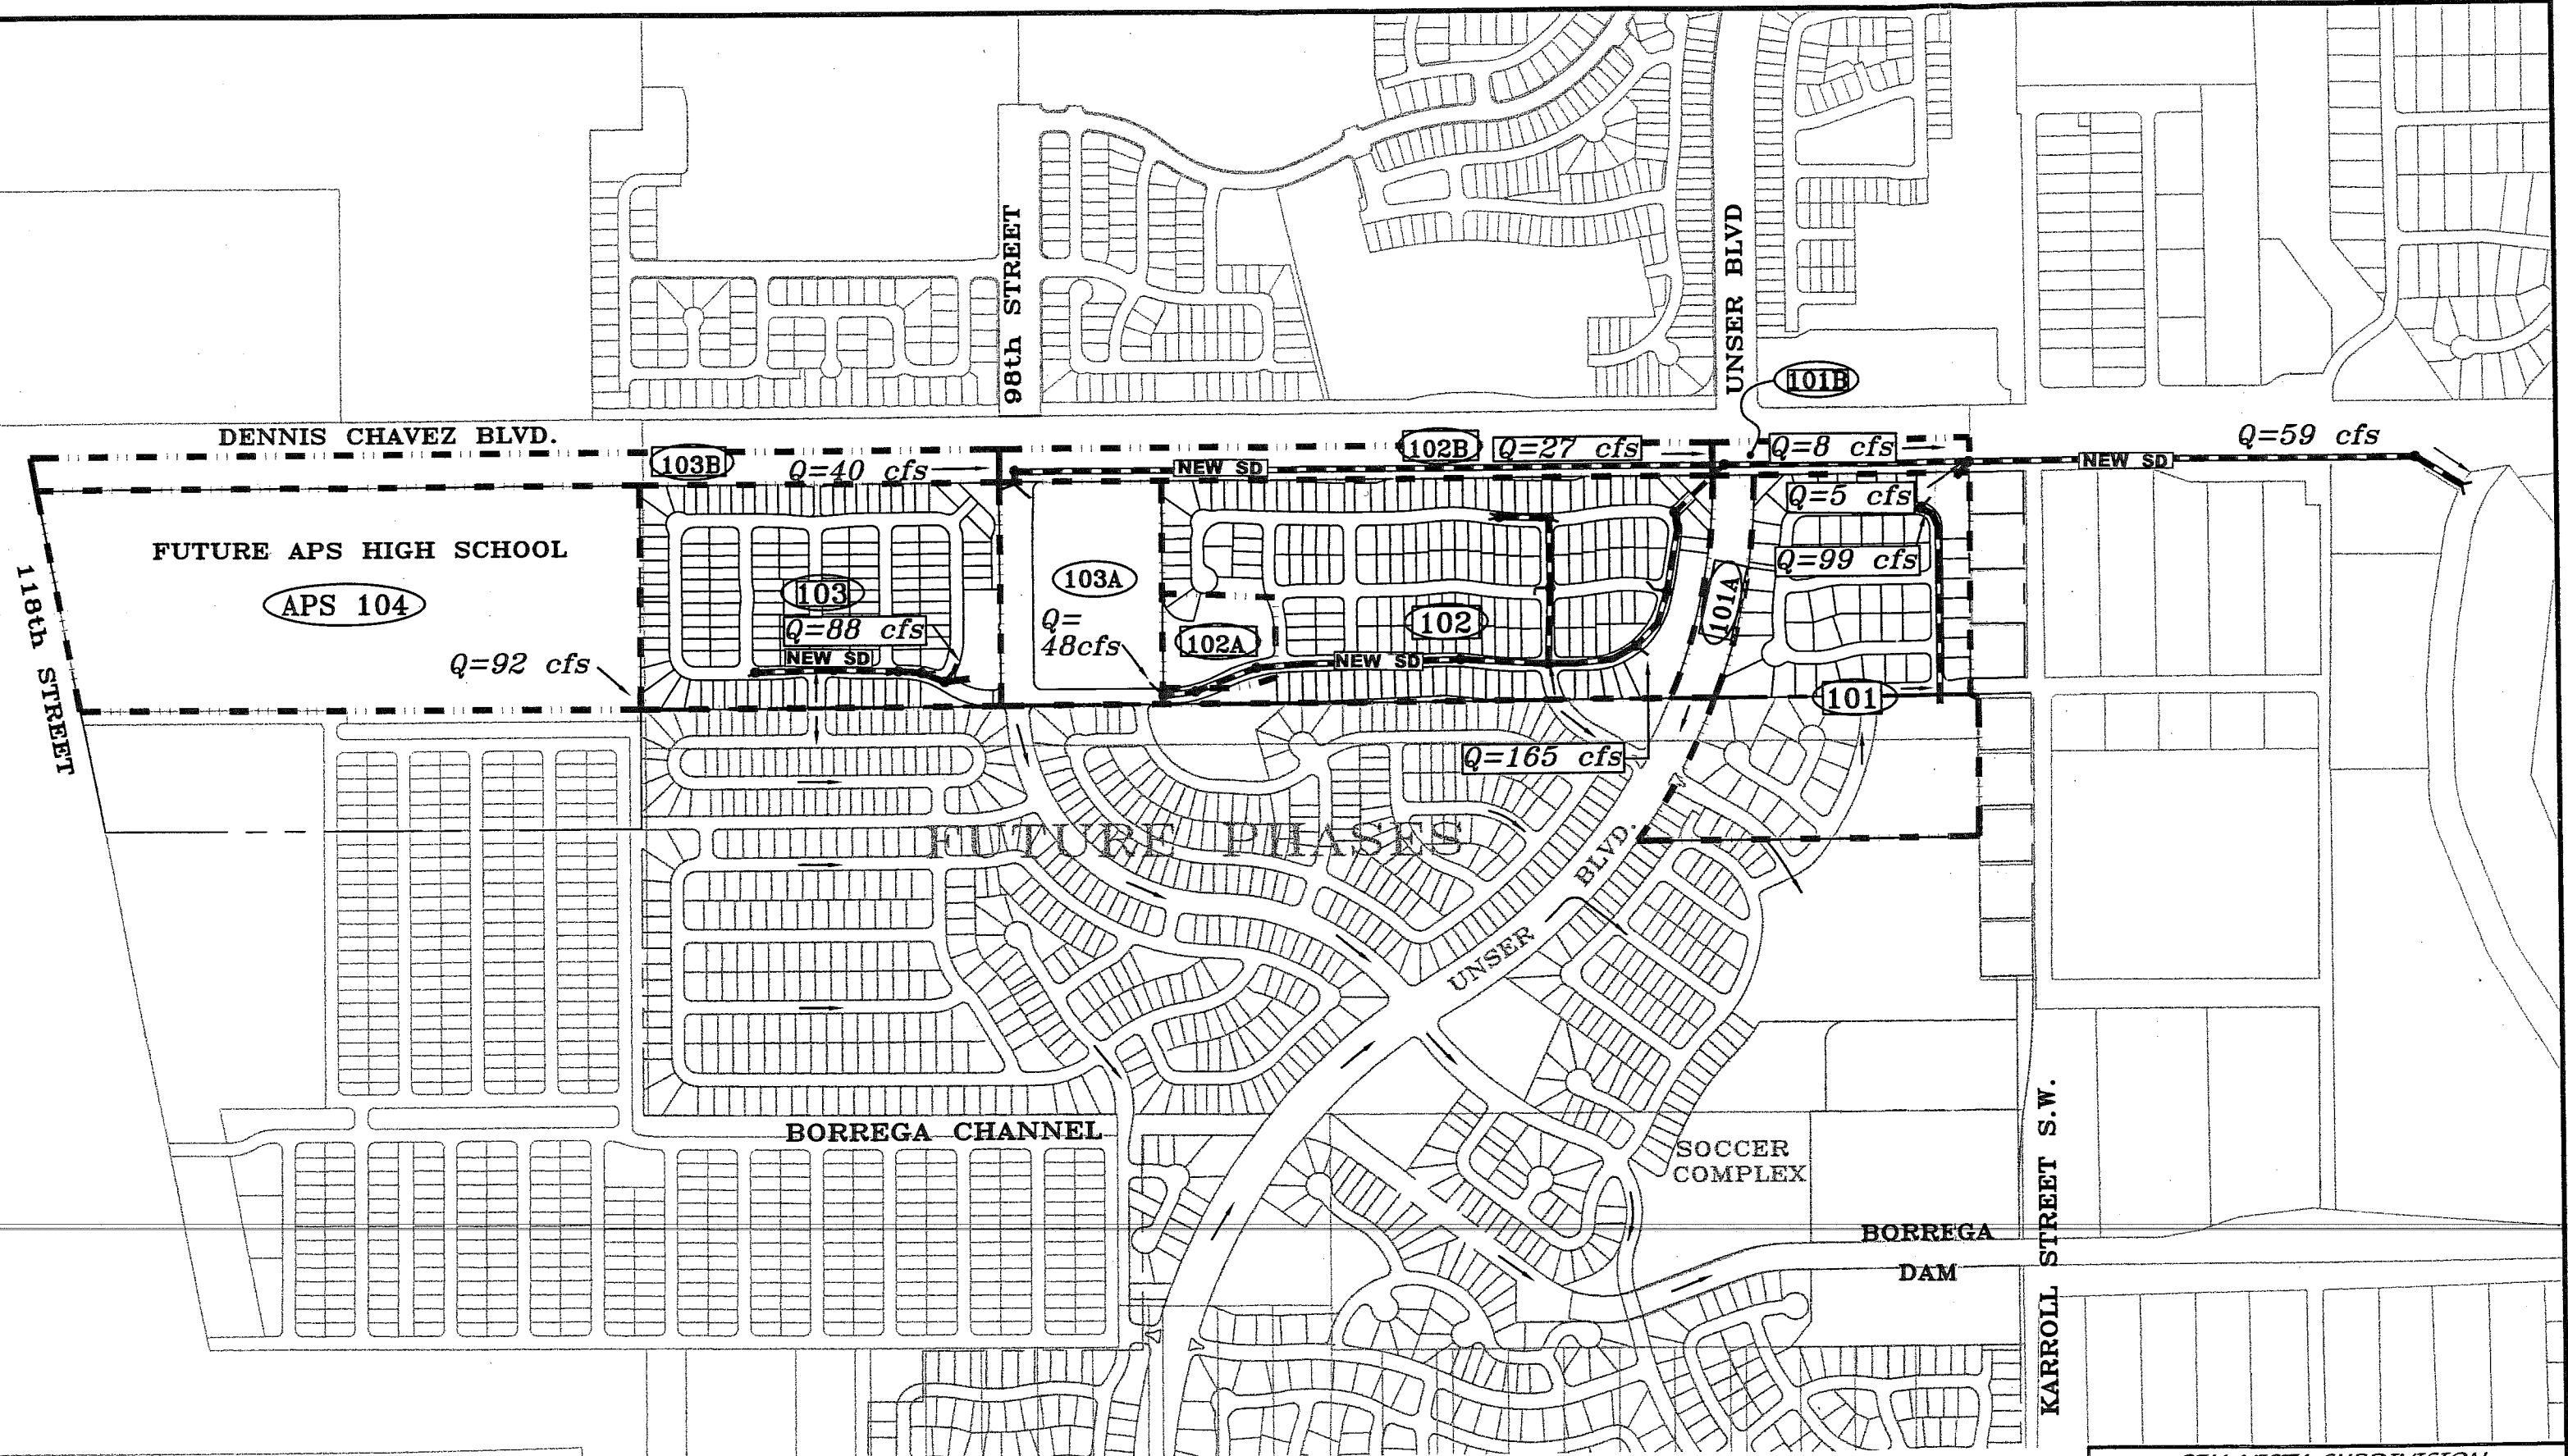 98th STREET
UNSER BLVD
101B
DENNIS CHAVEZ BLVD.
103B
Q=40 cfs
NEW SD
102B
Q=27 cfs
Q=8 cfs
NEW SD
Q=59 cfs
Q=5 cfs
FUTURE APS HIGH SCHOOL
APS 104
118th STREET
103
Q=88 cfs
NEW SD
Q=92 cfs
103A
Q=
48cfs
102A
102
NEW SD
101A
Q=99 cfs
101
Q=165 cfs
FUTURE PHASES
UNSER BLVD.
BORREGA CHANNEL
SOCCER
COMPLEX
BORREGA
DAM
KARROLL STREET S.W.